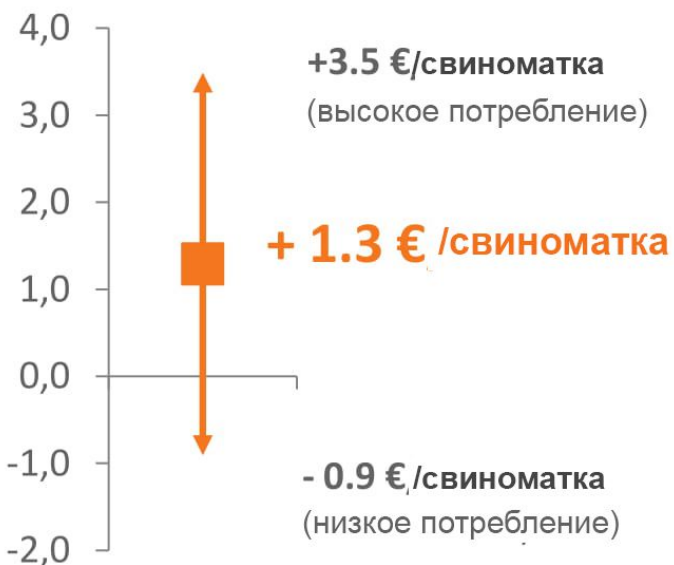 4,0
+3.5 €/свиноматка
(высокое потребление)
3,0
2,0
+ 1.3 € /свиноматка
1,0
0,0
-1,0
- 0.9 € /свиноматка
(низкое потребление)
-2,0